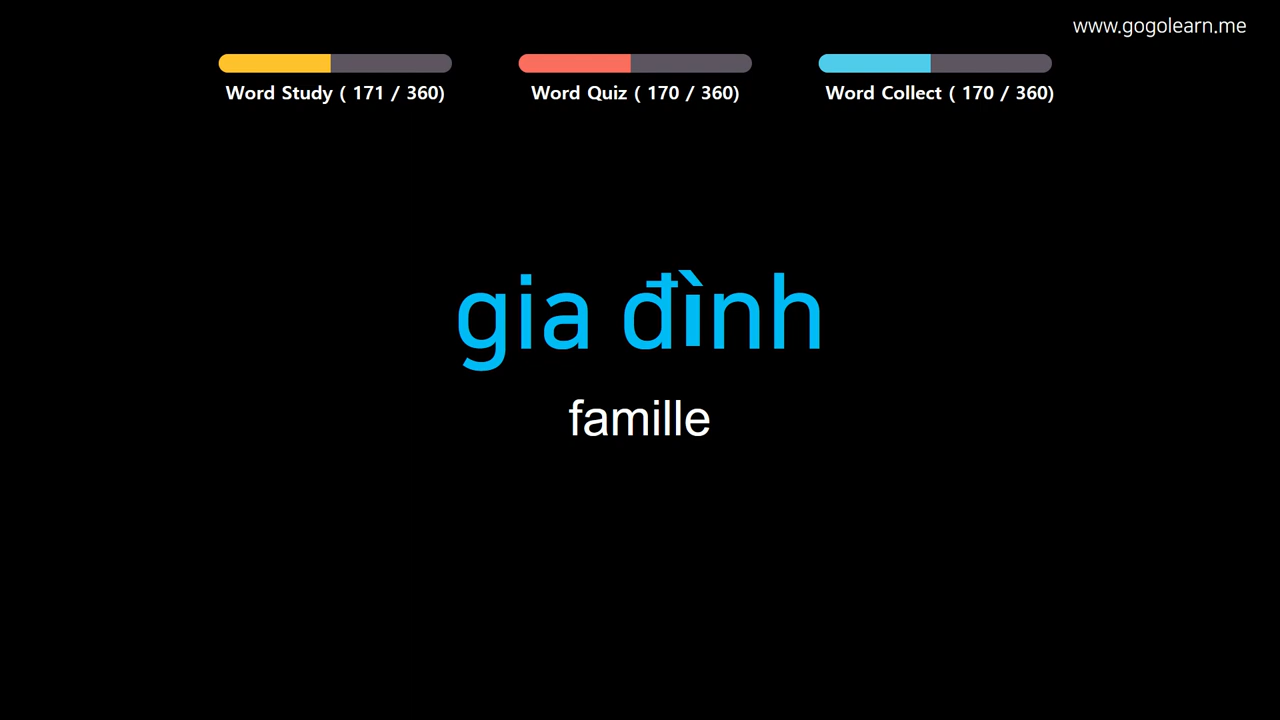 www.gogolearn.me
Word Study ( 171 / 360)
Word Quiz ( 170 / 360)
Word Collect ( 170 / 360)
gia đình
famille